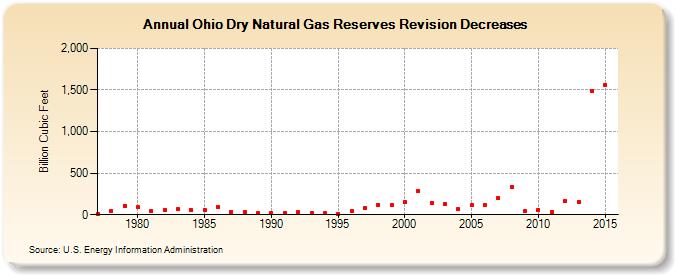 Annual Ohio Dry Natural Gas Reserves Revision Decreases
Billion Cubic Feet
2,000
1,500
1,000
500
0
1980 1985 1990 1995 2000 2005 2010 2015
Source: U.S. Energy Information Administration